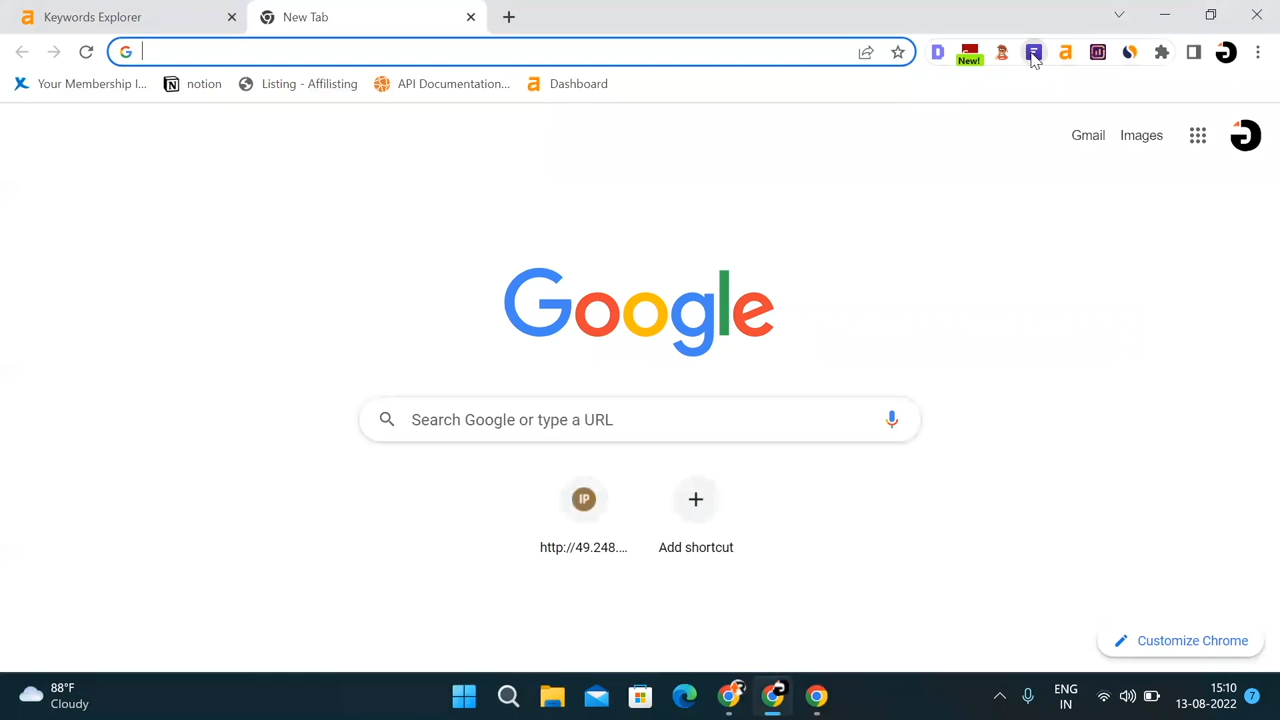 Keywords Explorer
New Tab
New!
Your Membership I...
notion
Listing - Affilisting
API Documentation...
Dashboard
Gmail
Images
Google
Search Google or type a URL
IP
http://49.248....
Add shortcut
Customize Chrome
88°F
Cloudy
ENG
IN
15:10
13-08-2022
7